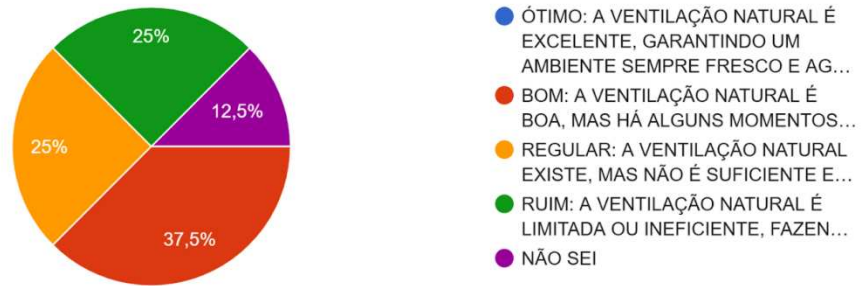 25%
12,5%
25%
37,5%
ÓTIMO: A VENTILAÇÃO NATURAL É
EXCELENTE, GARANTINDO UM
AMBIENTE SEMPRE FRESCO E AG…
BOM: A VENTILAÇÃO NATURAL É
BOA, MAS HÁ ALGUNS MOMENTOS…
REGULAR: A VENTILAÇÃO NATURAL
EXISTE, MAS NÃO É SUFICIENTE E…
RUIM: A VENTILAÇÃO NATURAL É
LIMITADA OU INEFICIENTE, FAZEN…
NÃO SEI